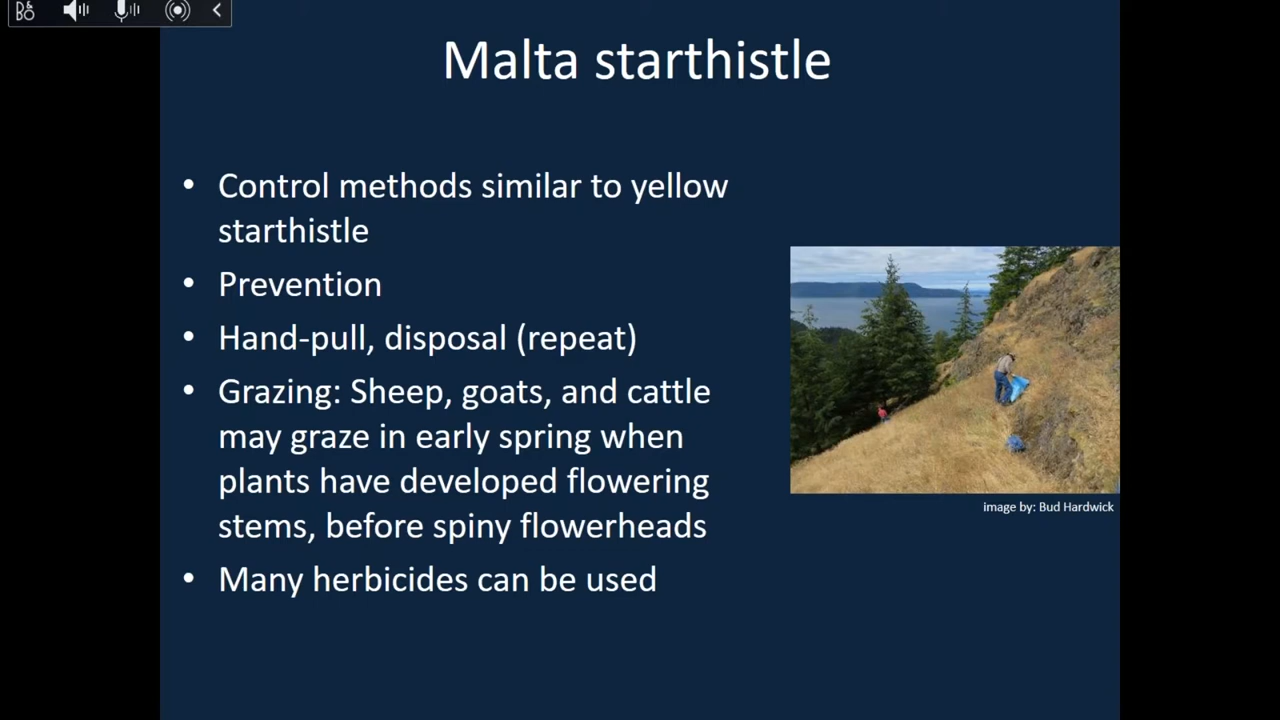 B&O
Malta starthistle
• Control methods similar to yellow
starthistle
• Prevention
• Hand-pull, disposal (repeat)
• Grazing: Sheep, goats, and cattle
may graze in early spring when
plants have developed flowering
stems, before spiny flowerheads
• Many herbicides can be used
image by: Bud Hardwick